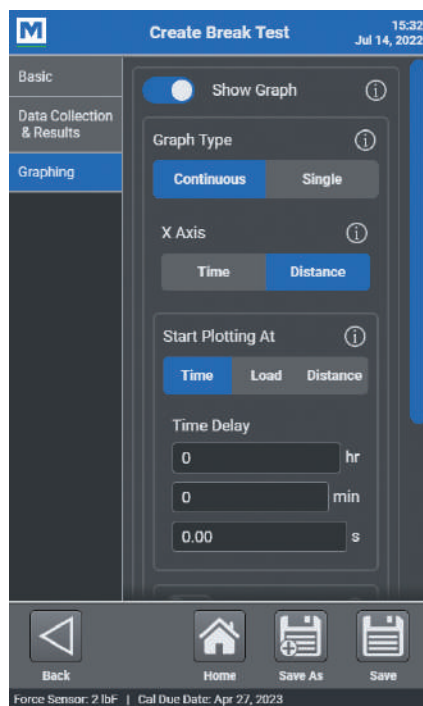 M
Create Break Test
15:32
Jul 14, 2022
Basic
Data Collection
& Results
Graphing
Show Graph
Graph Type
Continuous Single
X Axis
Time Distance
Start Plotting At
Time Load Distance
Time Delay
0 hr
0 min
0.00 s
Back Home Save As Save
Force Sensor: 2 lbF | Cal Due Date: Apr 27, 2023